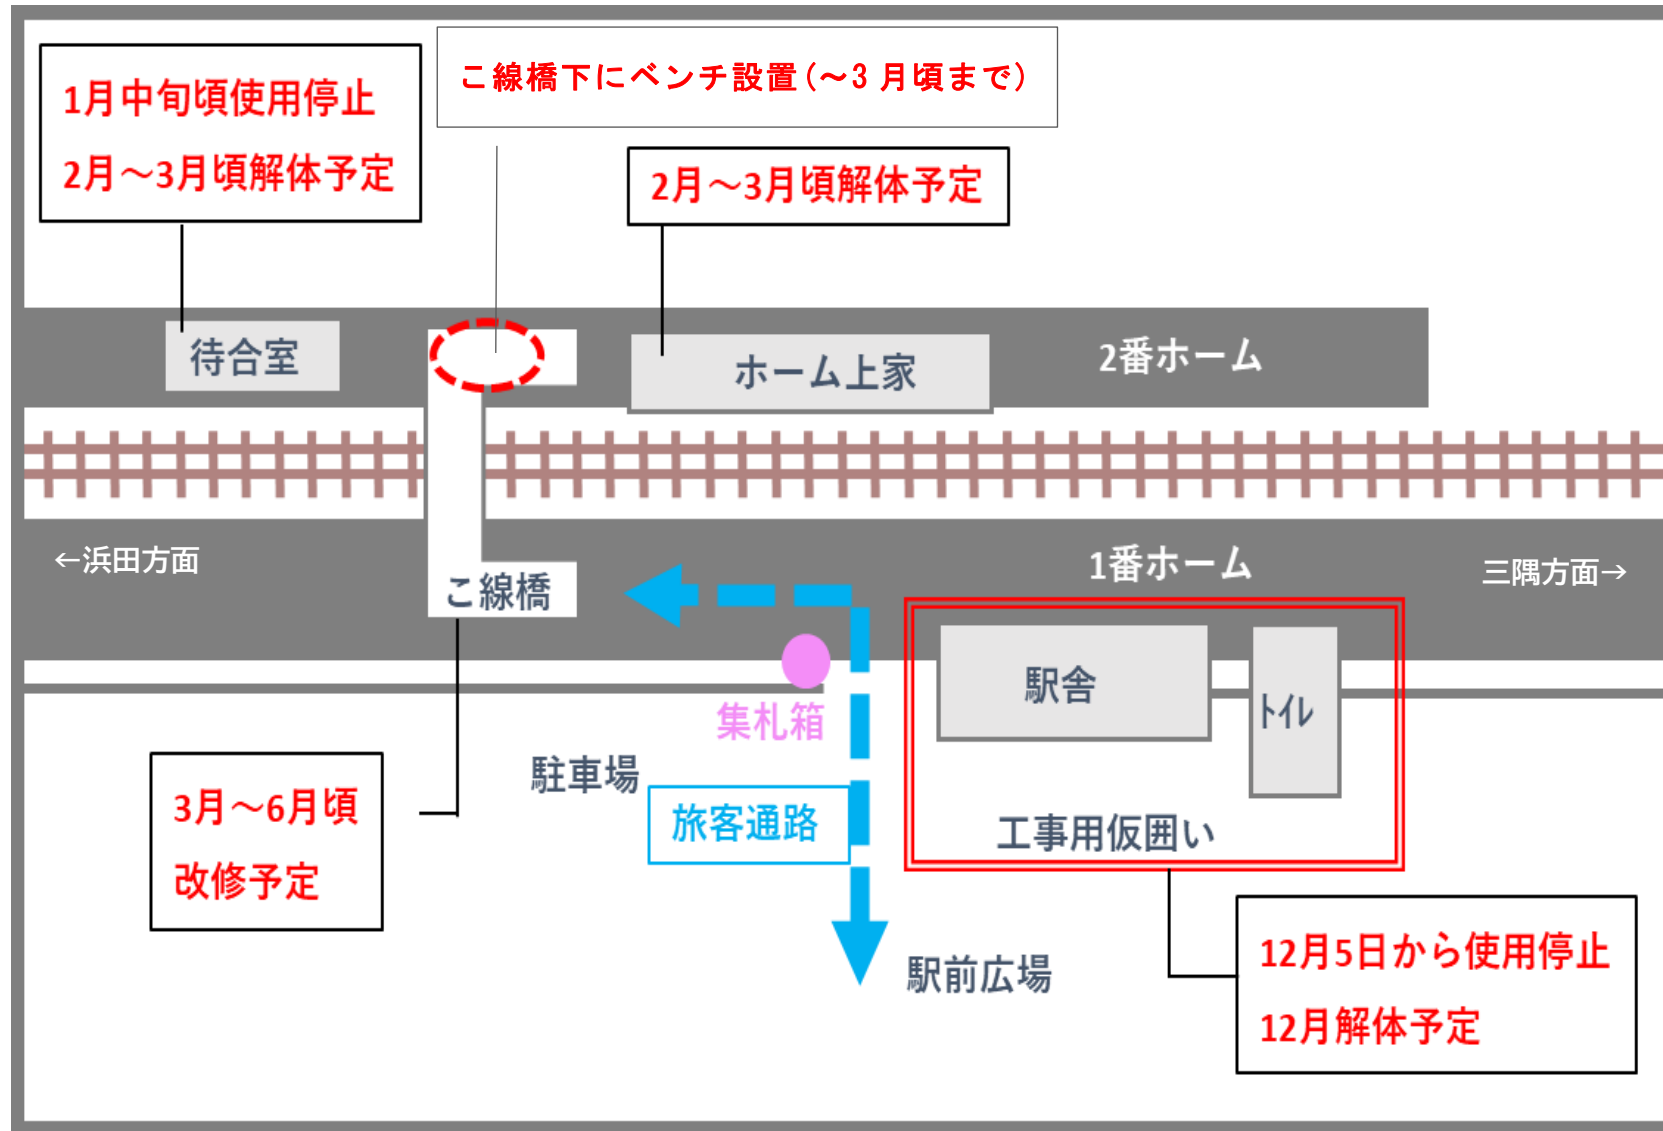 1月中旬頃使用停止
2月～3月頃解体予定
こ線橋下にベンチ設置(～3月頃まで)
2月～3月頃解体予定
待合室
ホーム上家
2番ホーム
←浜田方面
1番ホーム
三隅方面→
こ線橋
集札箱
駅舎
トイレ
駐車場
旅客通路
工事用仮囲い
3月～6月頃
改修予定
駅前広場
12月5日から使用停止
12月解体予定